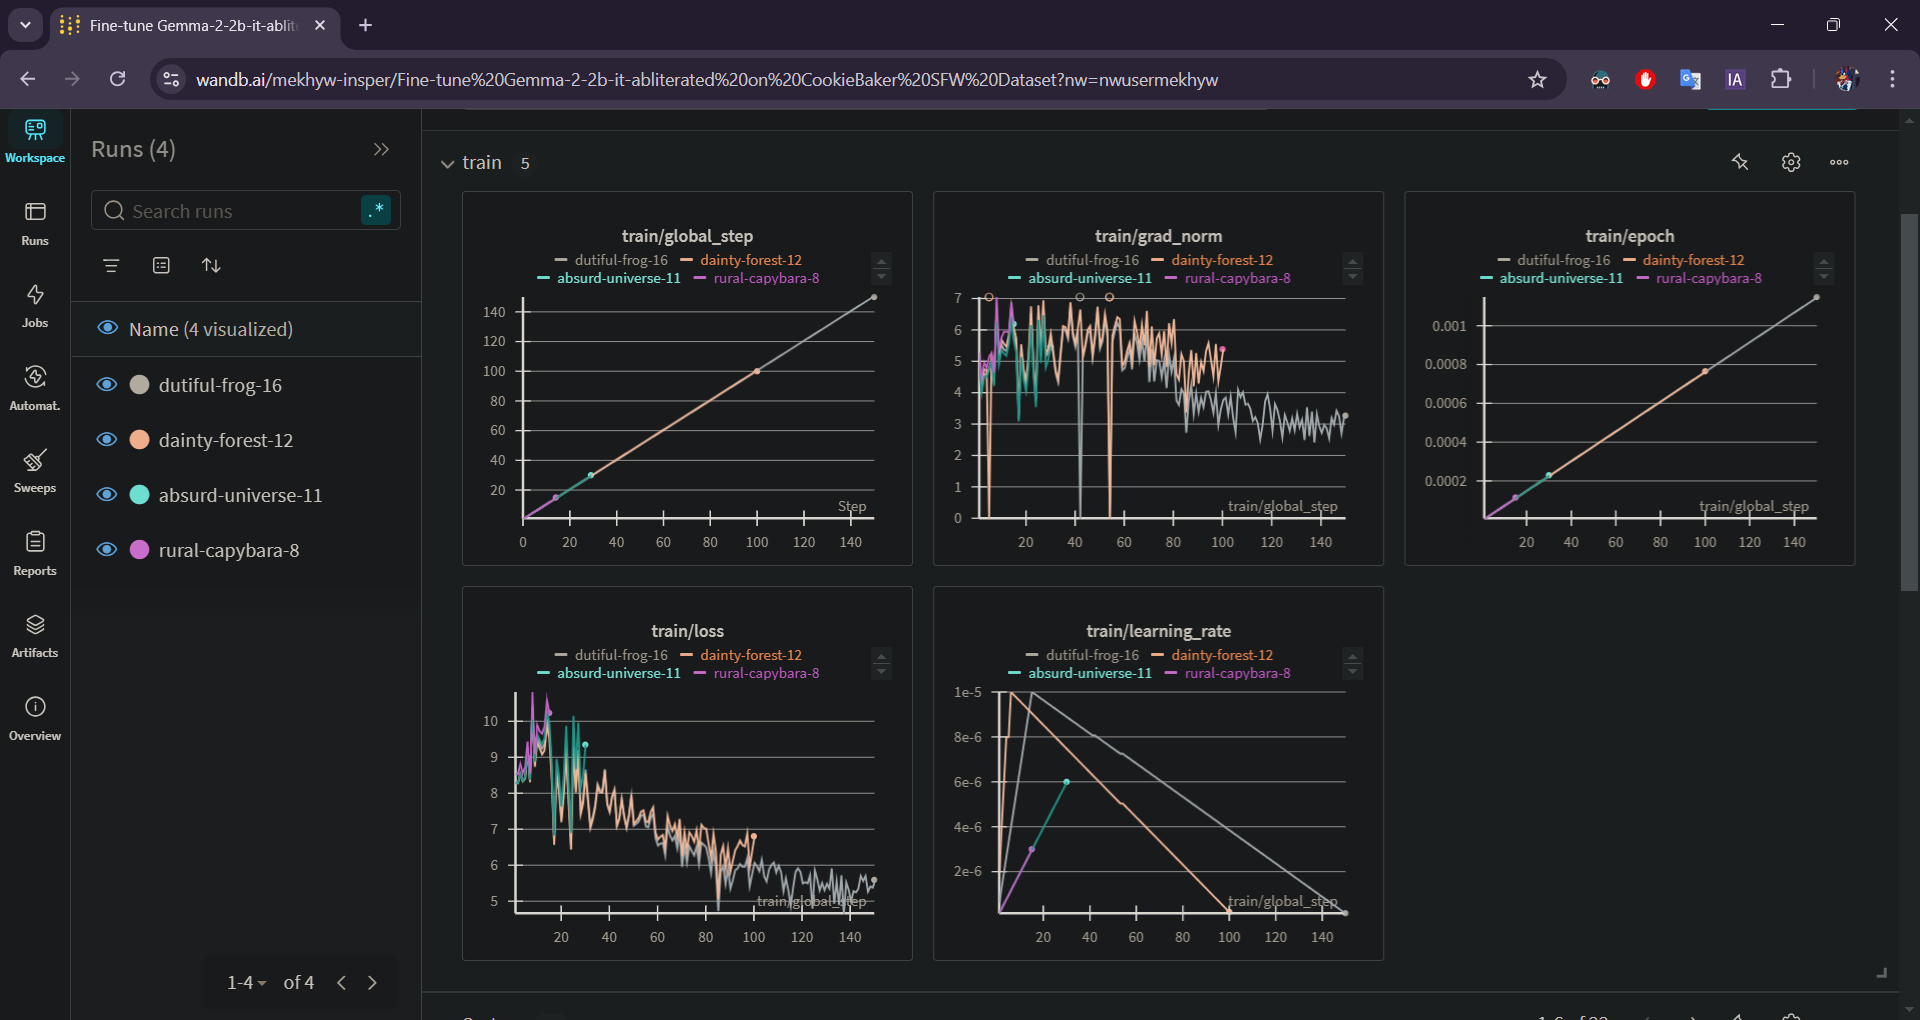 Fine-tune Gemma-2-2b-it-ablit
wandb.ai/mekhyw-insper/Fine-tune%20Gemma-2-2b-it-abliterated%20on%20CookieBaker%20SFW%20Dataset?nw=nwusermekhyw
IA
Workspace
Runs
Jobs
Automat.
Sweeps
Reports
Artifacts
Overview
Runs (4)
Search runs
.*
Name (4 visualized)
dutiful-frog-16
dainty-forest-12
absurd-universe-11
rural-capybara-8
1-4 of 4
train 5
train/global_step
dutiful-frog-16 dainty-forest-12
absurd-universe-11 rural-capybara-8
140
120
100
80
60
40
20
Step
0 20 40 60 80 100 120 140
train/grad_norm
dutiful-frog-16 dainty-forest-12
absurd-universe-11 rural-capybara-8
7
6
5
4
3
2
1
0
train/global_step
20 40 60 80 100 120 140
train/epoch
dutiful-frog-16 dainty-forest-12
absurd-universe-11 rural-capybara-8
0.001
0.0008
0.0006
0.0004
0.0002
train/global_step
20 40 60 80 100 120 140
train/loss
dutiful-frog-16 dainty-forest-12
absurd-universe-11 rural-capybara-8
10
9
8
7
6
5
train/global_step
20 40 60 80 100 120 140
train/learning_rate
dutiful-frog-16 dainty-forest-12
absurd-universe-11 rural-capybara-8
1e-5
8e-6
6e-6
4e-6
2e-6
train/global_step
20 40 60 80 100 120 140